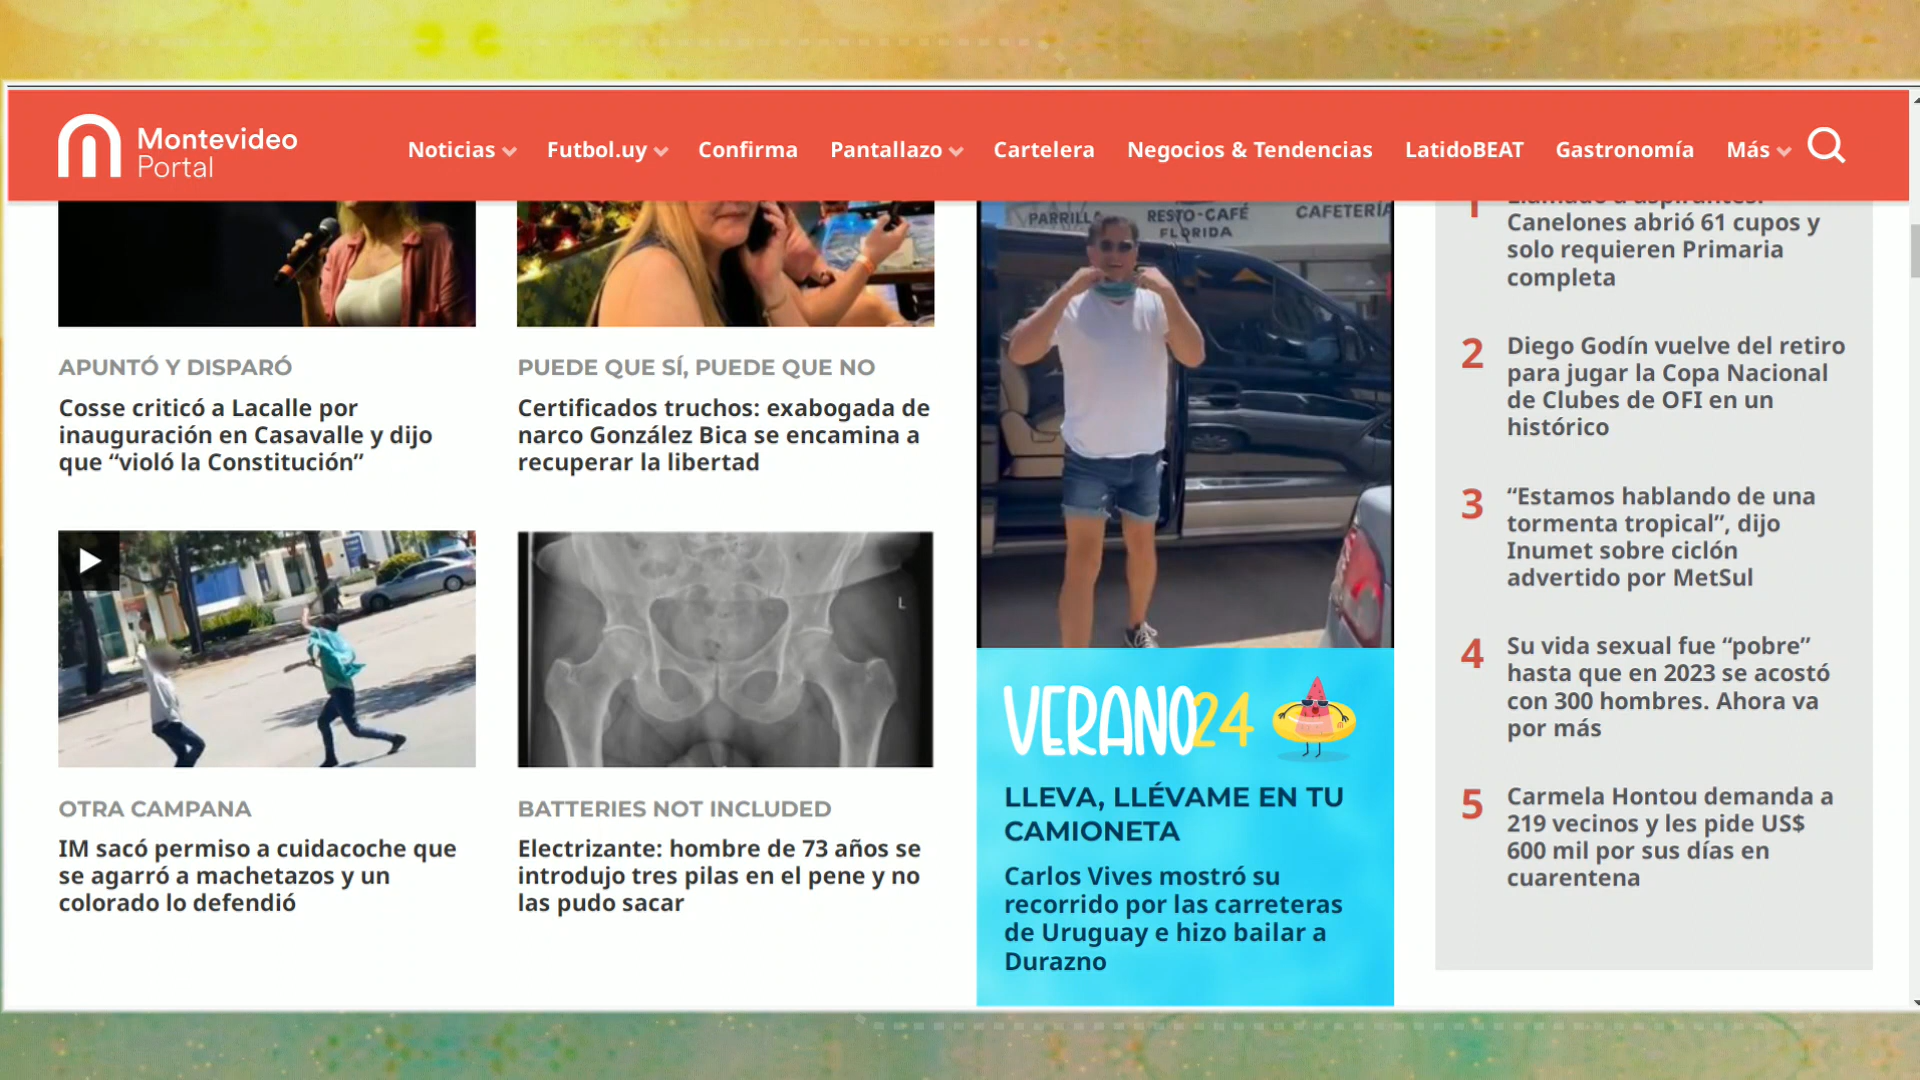 Montevideo
Portal
Noticias
Futbol.uy
Confirma
Pantallazo
Cartelera
Negocios & Tendencias
LatidoBEAT
Gastronomía
Más
APUNTÓ Y DISPARÓ
Cosse criticó a Lacalle por
inauguración en Casavalle y dijo
que “violó la Constitución”
PUEDE QUE SÍ, PUEDE QUE NO
Certificados truchos: exabogada de
narco González Bica se encamina a
recuperar la libertad
OTRA CAMPANA
IM sacó permiso a cuidacoche que
se agarró a machetazos y un
colorado lo defendió
L
BATTERIES NOT INCLUDED
Electrizante: hombre de 73 años se
introdujo tres pilas en el pene y no
las pudo sacar
PARRILLA
RESTO-CAFÉ
FLORIDA
CAFETERÍA
VERANO24
LLEVA, LLÉVAME EN TU
CAMIONETA
Carlos Vives mostró su
recorrido por las carreteras
de Uruguay e hizo bailar a
Durazno
1
Llamado a aspirantes:
Canelones abrió 61 cupos y
solo requieren Primaria
completa
2
Diego Godín vuelve del retiro
para jugar la Copa Nacional
de Clubes de OFI en un
histórico
3
“Estamos hablando de una
tormenta tropical”, dijo
Inumet sobre ciclón
advertido por MetSul
4
Su vida sexual fue “pobre”
hasta que en 2023 se acostó
con 300 hombres. Ahora va
por más
5
Carmela Hontou demanda a
219 vecinos y les pide US$
600 mil por sus días en
cuarentena